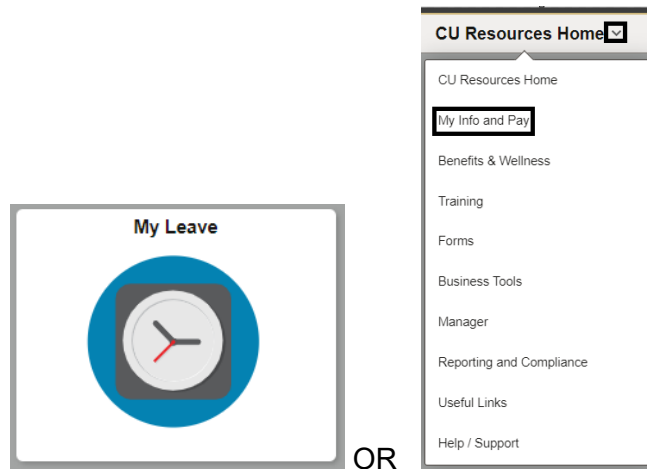 My Leave
OR
CU Resources Home
CU Resources Home
My Info and Pay
Benefits & Wellness
Training
Forms
Business Tools
Manager
Reporting and Compliance
Useful Links
Help / Support